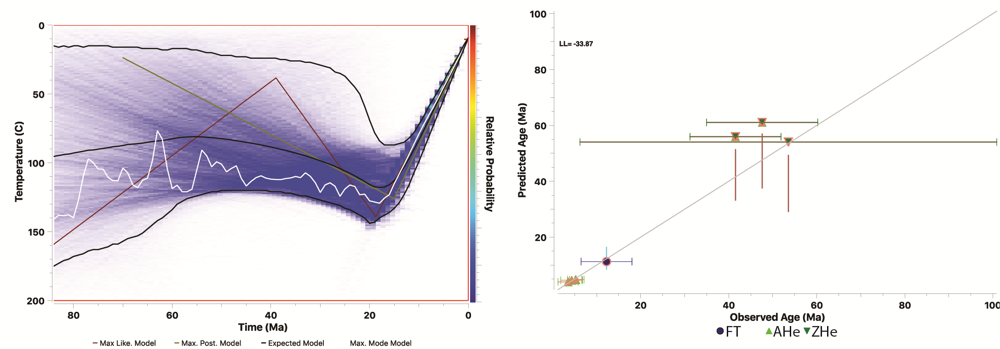 0
50
100
150
200
Temperature (C)
80
60
40
20
0
Time (Ma)
Max Like. Model
Max. Post. Model
Expected Model
Max. Mode Model
Relative Probability
100
80
60
40
20
Predicted Age (Ma)
LL= -33.87
20
40
60
80
100
Observed Age (Ma)
FT
AHe
ZHe